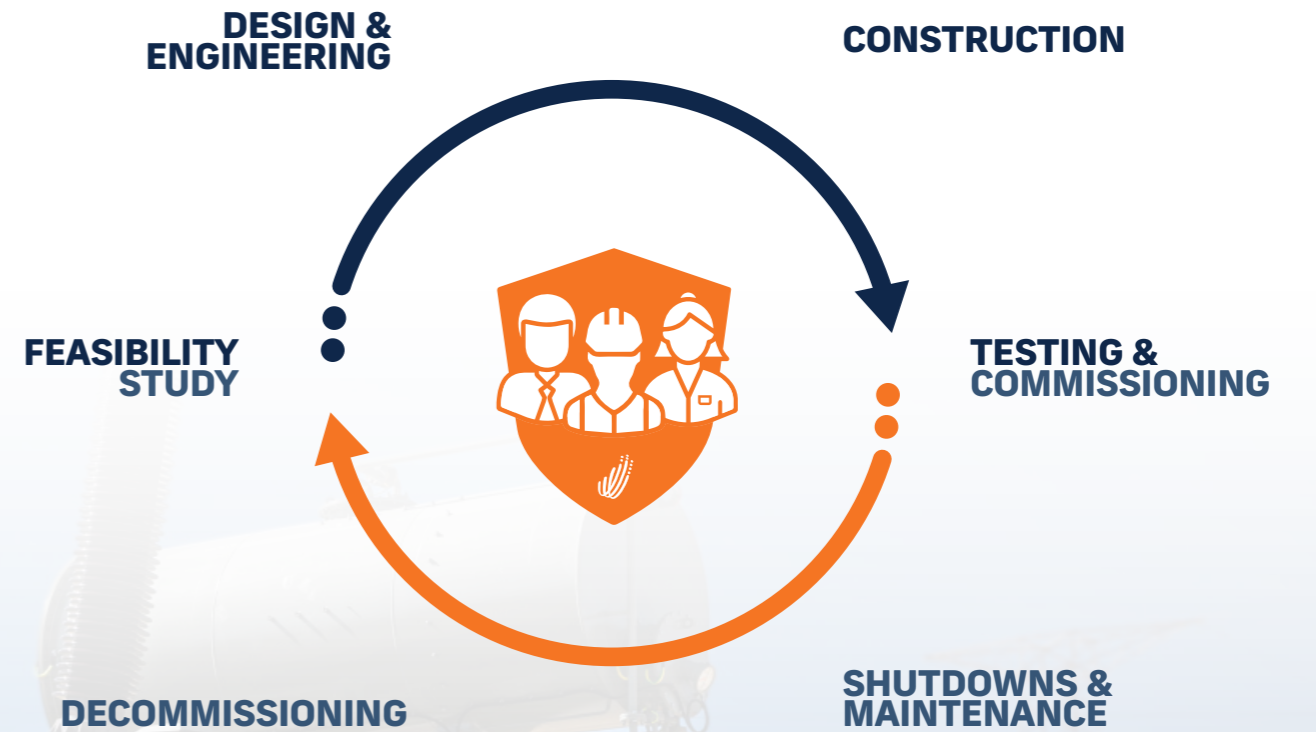 DESIGN &
ENGINEERING
CONSTRUCTION
FEASIBILITY
STUDY
TESTING &
COMMISSIONING
DECOMMISSIONING
SHUTDOWNS &
MAINTENANCE